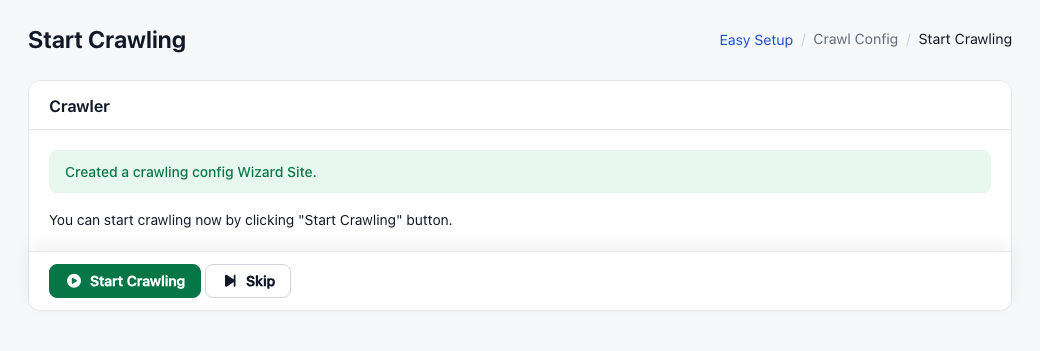 Start Crawling
Easy Setup / Crawl Config / Start Crawling
Crawler
Created a crawling config Wizard Site.
You can start crawling now by clicking "Start Crawling" button.
Start Crawling
Skip